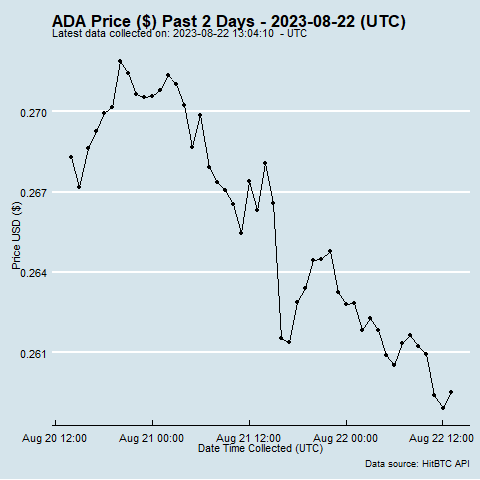 ADA Price ($) Past 2 Days - 2023-08-22 (UTC)
Latest data collected on: 2023-08-22 13:04:10 - UTC
0.270
0.267
0.264
0.261
Price USD ($)
Aug 20 12:00 Aug 21 00:00 Aug 21 12:00 Aug 22 00:00 Aug 22 12:00
Date Time Collected (UTC)
Data source: HitBTC API